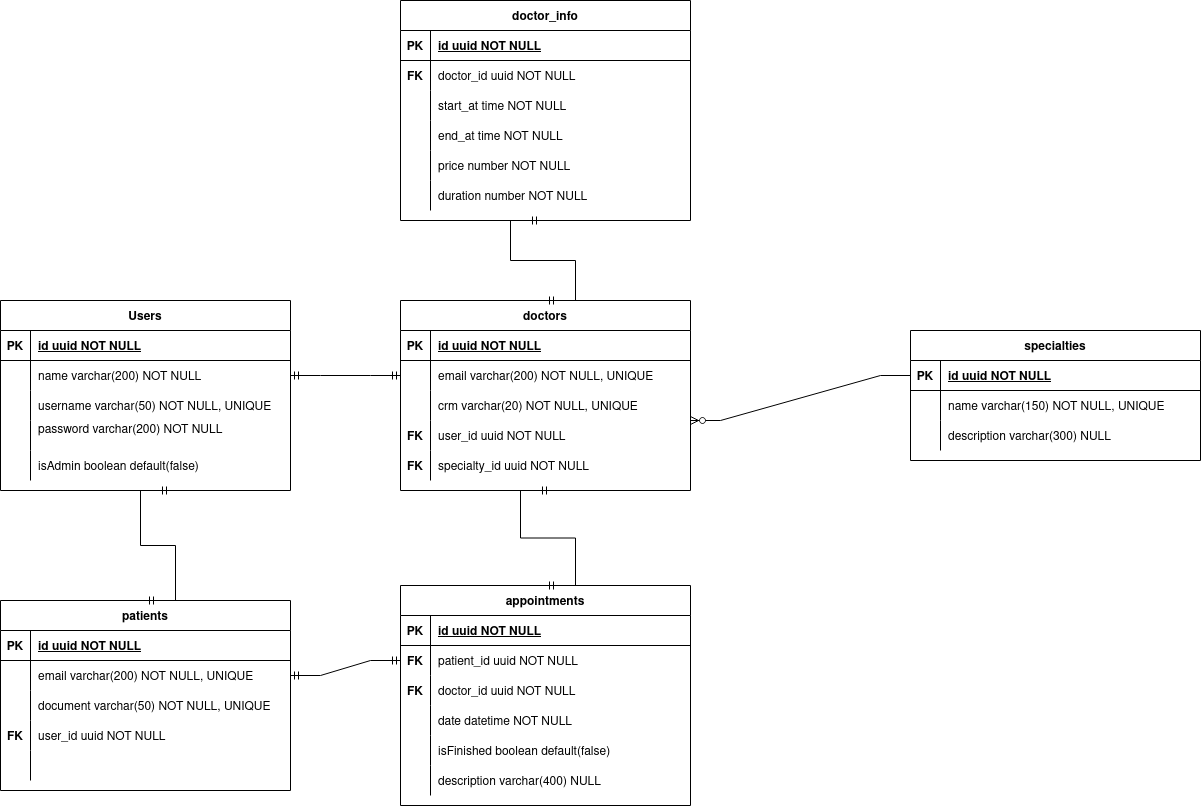 doctor_info
PK id uuid NOT NULL
FK doctor_id uuid NOT NULL
start_at time NOT NULL
end_at time NOT NULL
price number NOT NULL
duration number NOT NULL
Users
PK id uuid NOT NULL
name varchar(200) NOT NULL
username varchar(50) NOT NULL, UNIQUE
password varchar(200) NOT NULL
isAdmin boolean default(false)
doctors
PK id uuid NOT NULL
email varchar(200) NOT NULL, UNIQUE
crm varchar(20) NOT NULL, UNIQUE
FK user_id uuid NOT NULL
FK specialty_id uuid NOT NULL
specialties
PK id uuid NOT NULL
name varchar(150) NOT NULL, UNIQUE
description varchar(300) NULL
patients
PK id uuid NOT NULL
email varchar(200) NOT NULL, UNIQUE
document varchar(50) NOT NULL, UNIQUE
FK user_id uuid NOT NULL
appointments
PK id uuid NOT NULL
FK patient_id uuid NOT NULL
FK doctor_id uuid NOT NULL
date datetime NOT NULL
isFinished boolean default(false)
description varchar(400) NULL